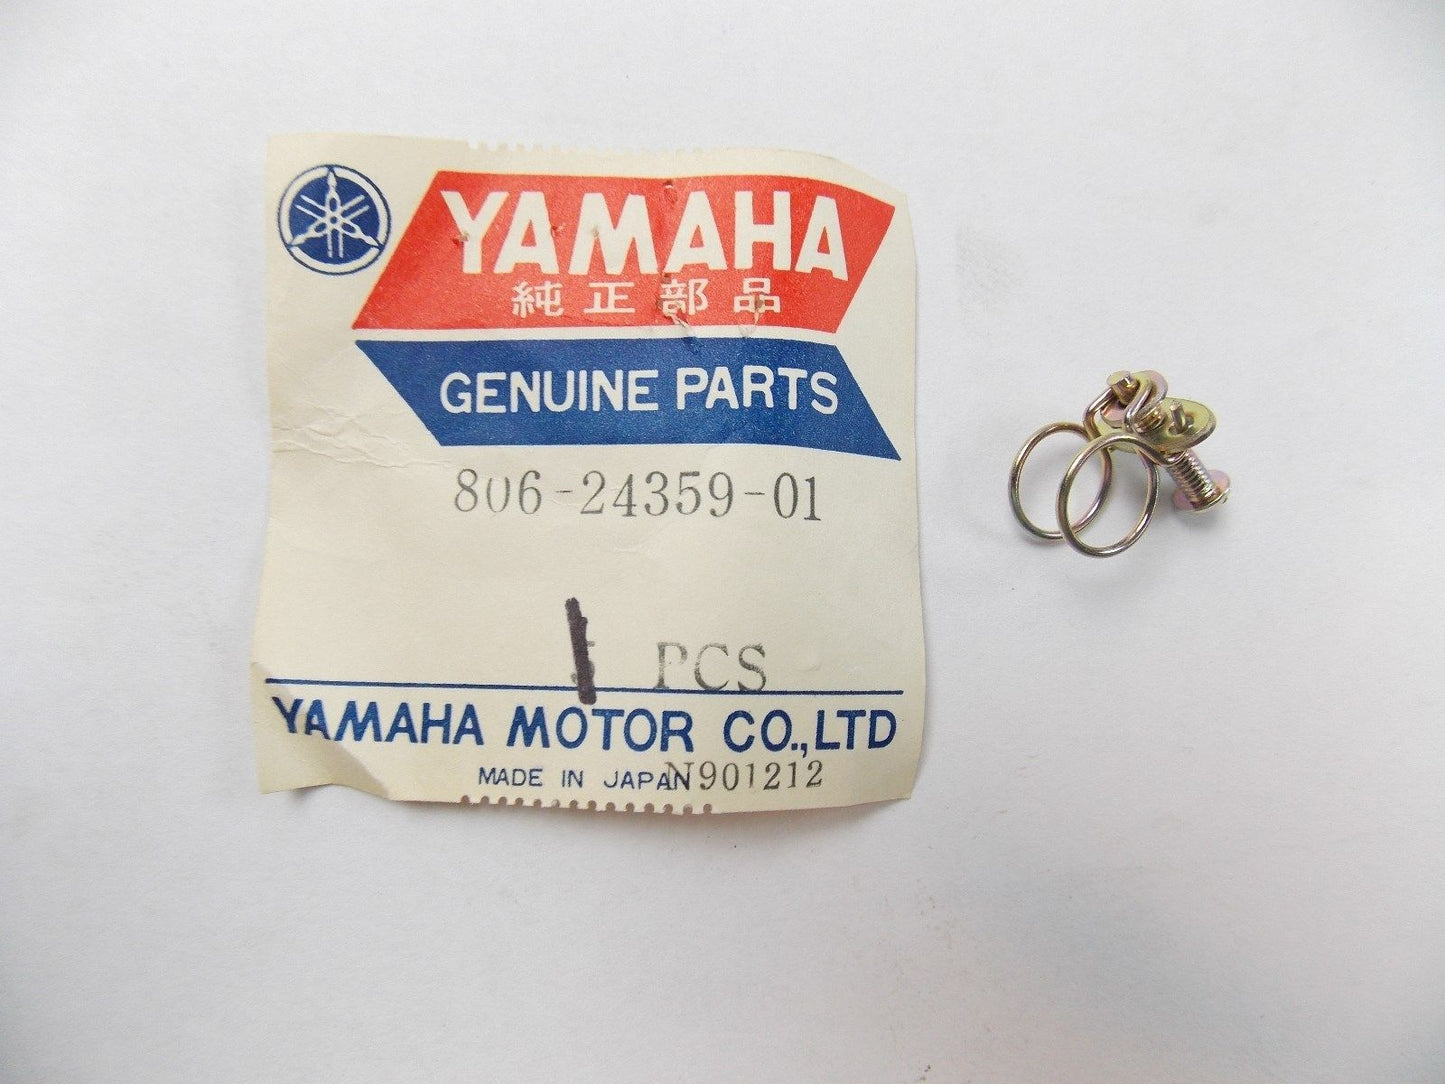 YAMAHA
純正部品
GENUINE PARTS
806-24359-01
1 PCS
YAMAHA MOTOR CO.,LTD
MADE IN JAPAN N901212